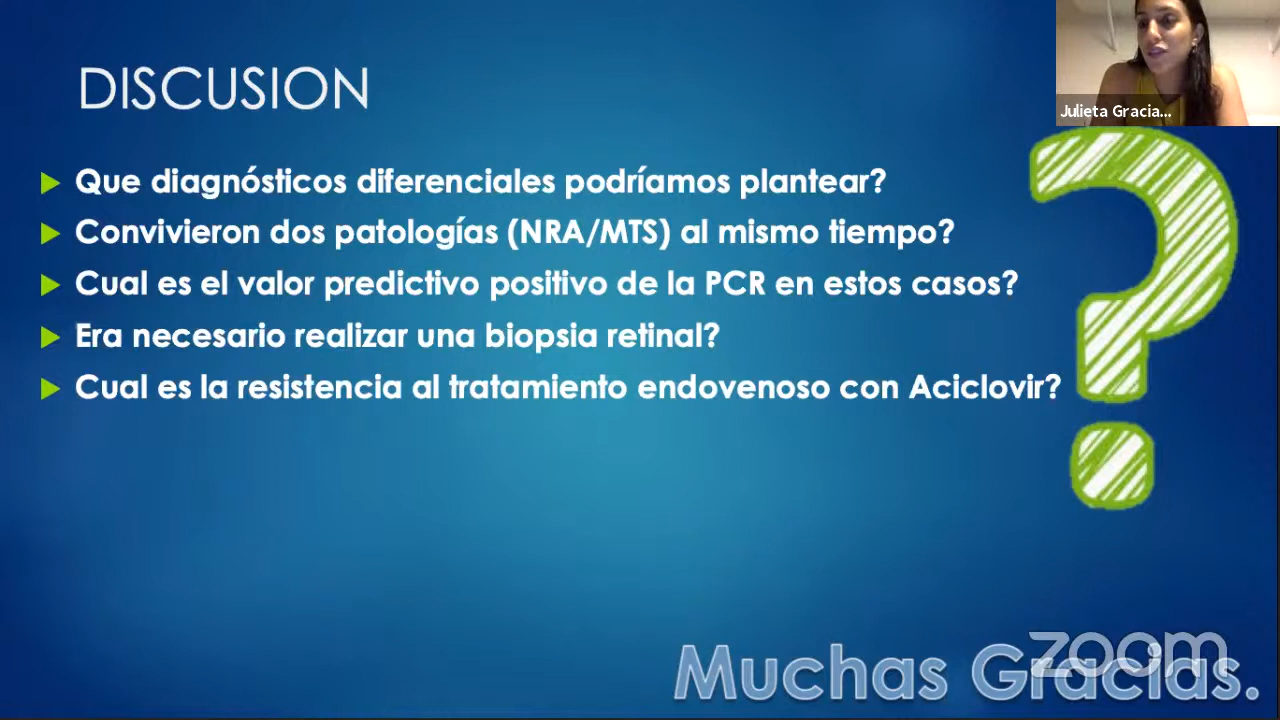 DISCUSION
Julieta Gracia...
Que diagnósticos diferenciales podríamos plantear?
Convivieron dos patologías (NRA/MTS) al mismo tiempo?
Cual es el valor predictivo positivo de la PCR en estos casos?
Era necesario realizar una biopsia retinal?
Cual es la resistencia al tratamiento endovenoso con Aciclovir?
zoom
Muchas Gracias.